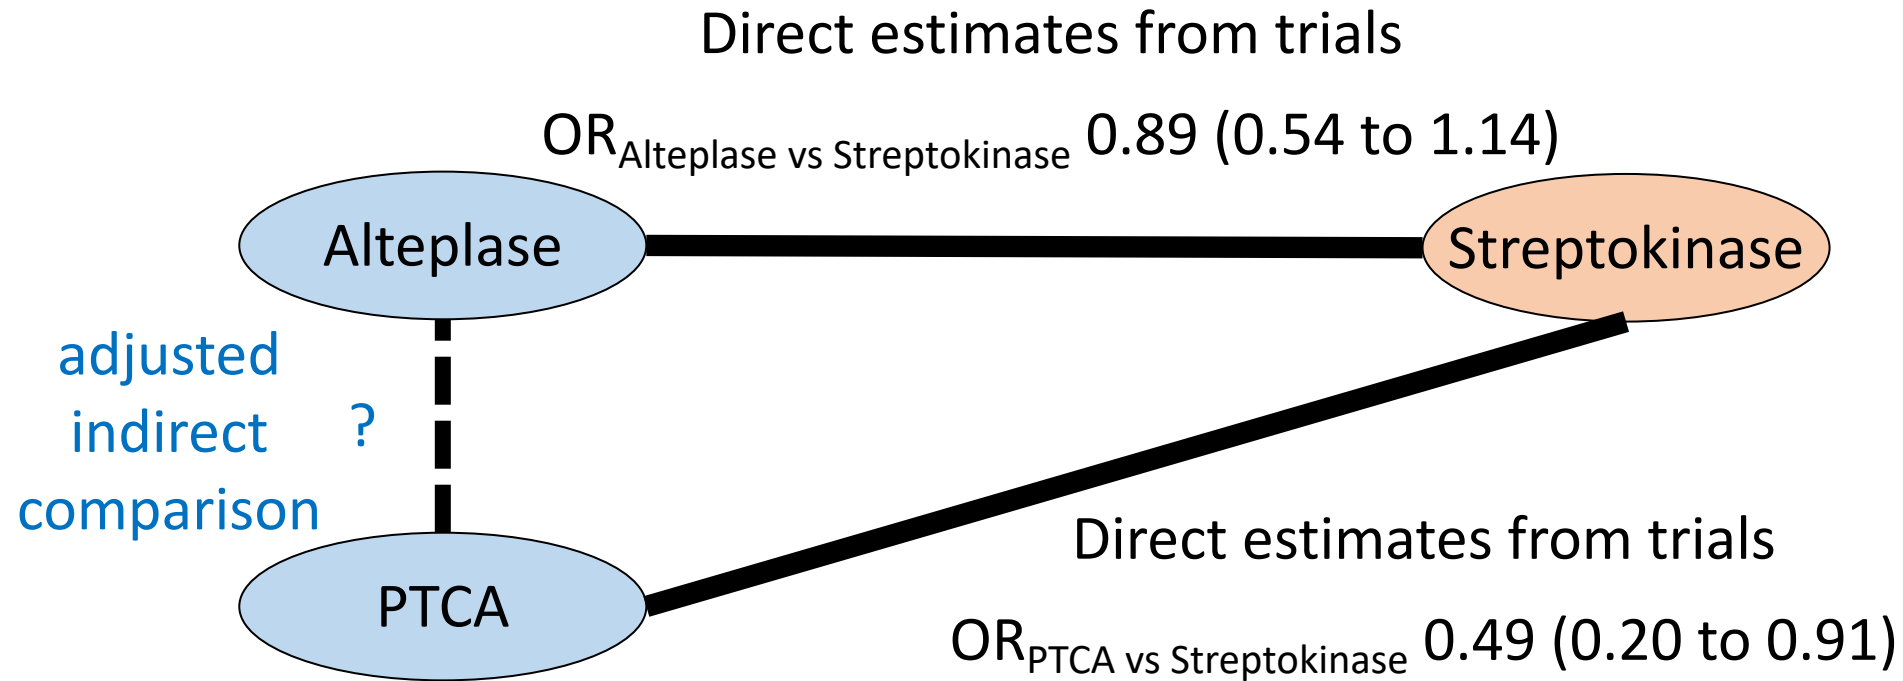 Direct estimates from trials
OR Alteplase vs Streptokinase 0.89 (0.54 to 1.14)
Alteplase
Streptokinase
adjusted
indirect ?
comparison
Direct estimates from trials
PTCA
OR PTCA vs Streptokinase 0.49 (0.20 to 0.91)